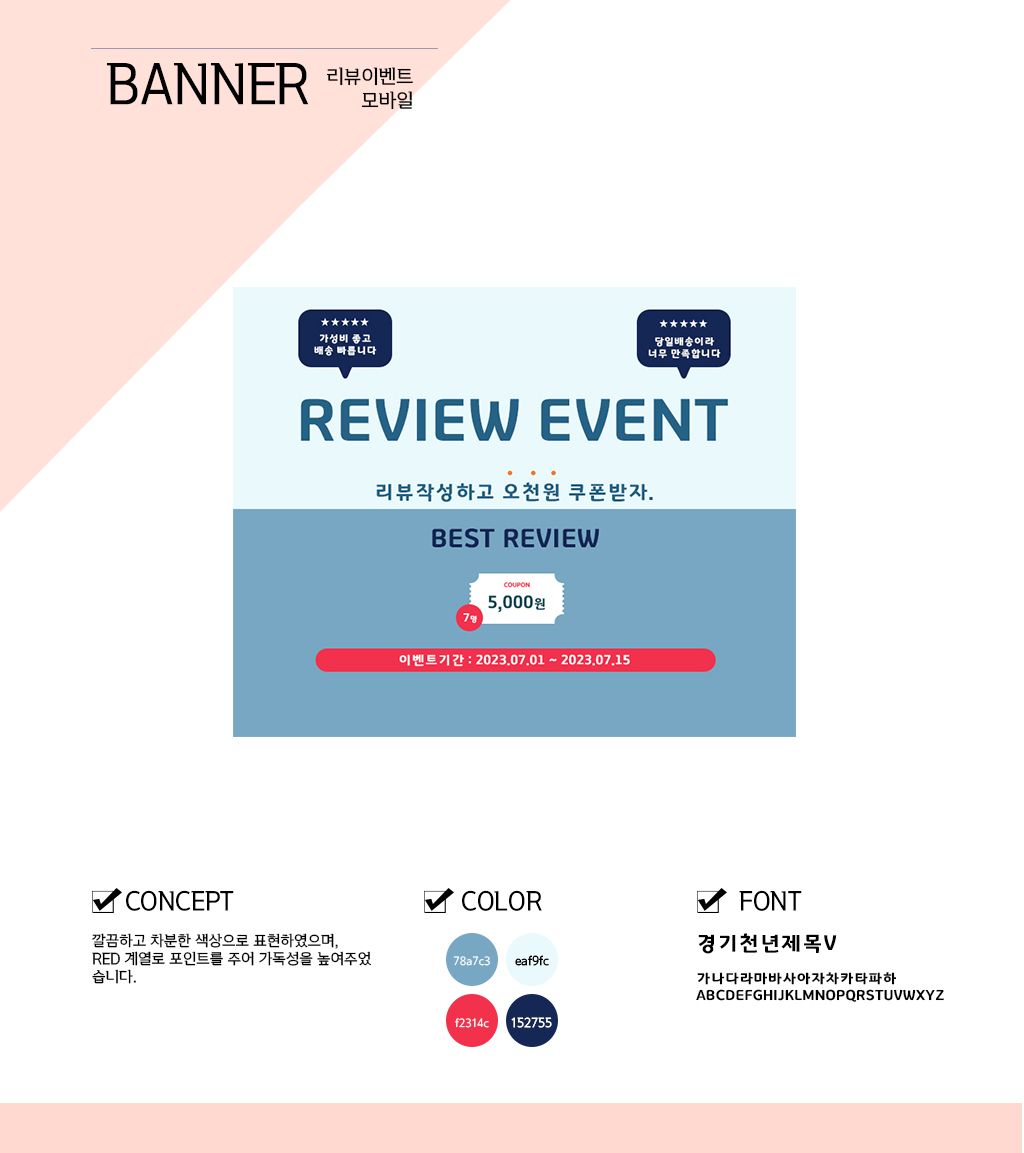 BANNER
리뷰이벤트
모바일
★★★★★
가성비 좋고
배송 빠릅니다
★★★★★
당일배송이라
너무 만족합니다
REVIEW EVENT
리뷰작성하고 오천원 쿠폰받자.
BEST REVIEW
COUPON
5,000원
7명
이벤트기간 : 2023.07.01 ~ 2023.07.15
CONCEPT
깔끔하고 차분한 색상으로 표현하였으며,
RED 계열로 포인트를 주어 가독성을 높여주었
습니다.
COLOR
78a7c3
eaf9fc
f2314c
152755
FONT
경기천년제목V
가나다라마바사아자차카타파하
ABCDEFGHIJKLMNOPQRSTUVWXYZ